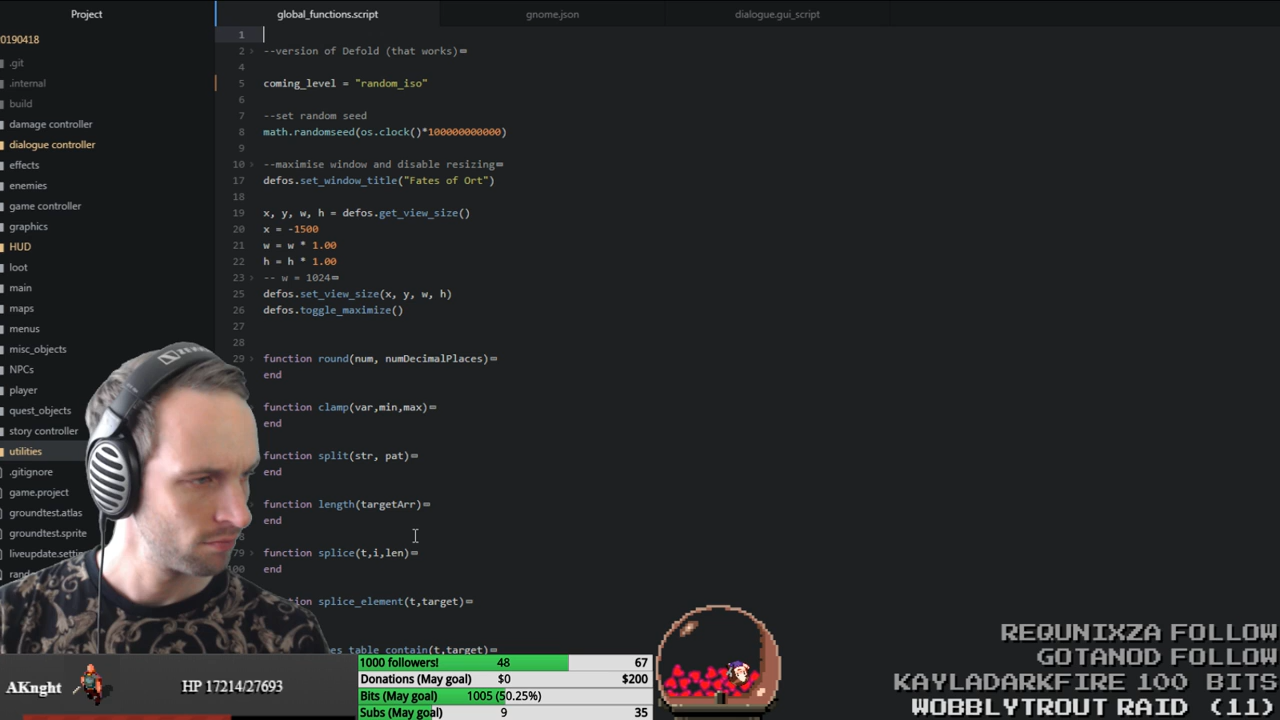 Project
global_functions.script
gnome.json
dialogue.gui_script
0190418
.git
.internal
build
damage controller
dialogue controller
effects
enemies
game controller
graphics
HUD
loot
main
maps
menus
misc_objects
NPCs
player
quest_objects
story controller
utilities
.gitignore
game.project
groundtest.atlas
groundtest.sprite
1
2 --version of Defold (that works)
4
5 coming_level = "random_iso"
6
7 --set random seed
8 math.randomseed(os.clock()*100000000000)
9
10 --maximise window and disable resizing
17 defos.set_window_title("Fates of Ort")
18
19 x, y, w, h = defos.get_view_size()
20 x = -1500
21 w = w * 1.00
22 h = h * 1.00
23 -- w = 1024
25 defos.set_view_size(x, y, w, h)
26 defos.toggle_maximize()
27
28
29 function round(num, numDecimalPlaces)
end
function clamp(var,min,max)
end
function split(str, pat)
end
function length(targetArr)
end
79 function splice(t,i,len)
100 end
splice_element(t,target)
table_contain(t,target)
AKnght
HP 17214/27693
1000 followers! 48 67
Donations (May goal) $0 $200
Bits (May goal) 1005 (50.25%)
Subs (May goal) 9 35
REQUNIXZA FOLLOW
GOTANOD FOLLOW
KAYLADARKFIRE 100 BITS
WOBBLYTROUT RAID (11)